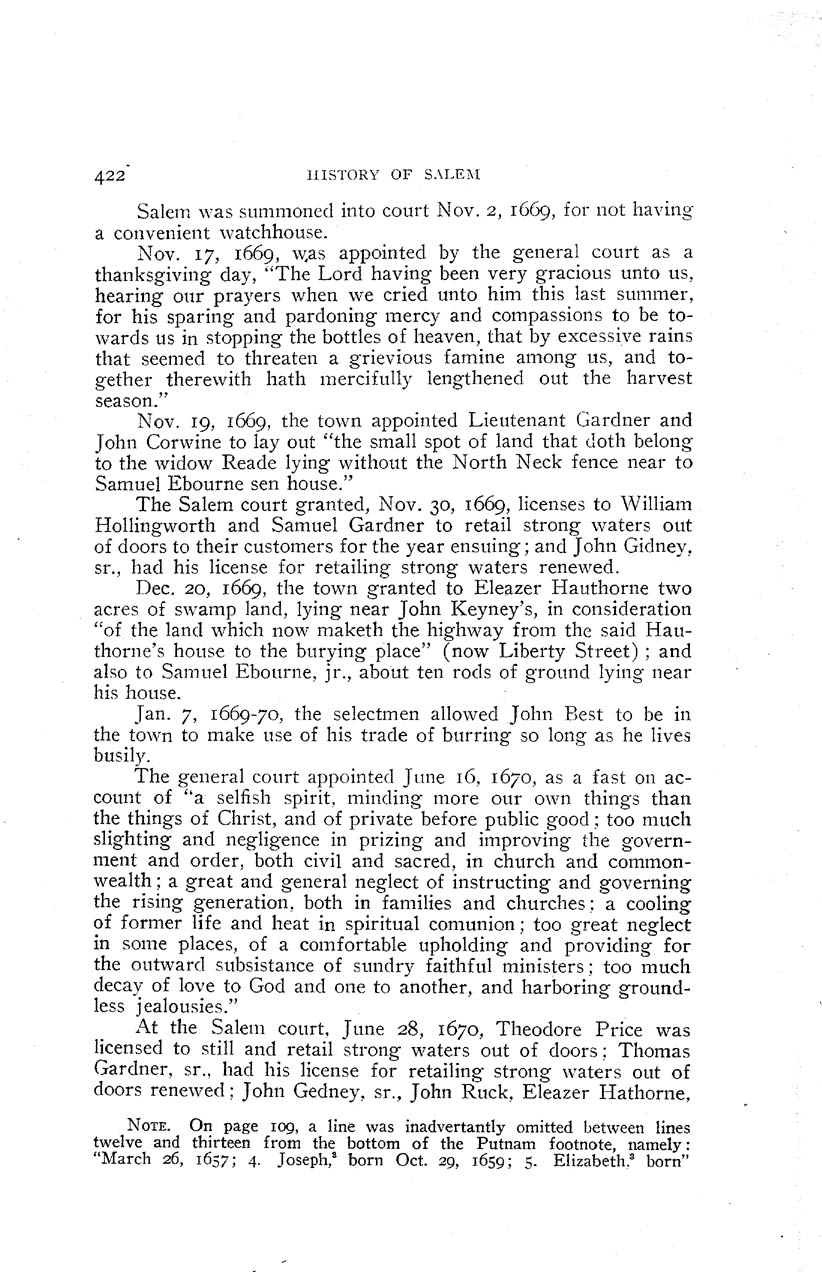 422 HISTORY OF SALEM
Salem was summoned into court Nov. 2, 1669, for not having
a convenient watchhouse.
Nov. 17, 1669, was appointed by the general court as a
thanksgiving day, "The Lord having been very gracious unto us,
hearing our prayers when we cried unto him this last summer,
for his sparing and pardoning mercy and compassions to be to-
wards us in stopping the bottles of heaven, that by excessive rains
that seemed to threaten a grievious famine among us, and to-
gether therewith hath mercifully lengthened out the harvest
season."
Nov. 19, 1669, the town appointed Lieutenant Gardner and
John Corwine to lay out "the small spot of land that doth belong
to the widow Reade lying without the North Neck fence near to
Samuel Ebourne sen house."
The Salem court granted, Nov. 30, 1669, licenses to William
Hollingworth and Samuel Gardner to retail strong waters out
of doors to their customers for the year ensuing; and John Gidney,
sr., had his license for retailing strong waters renewed.
Dec. 20, 1669, the town granted to Eleazer Hauthorne two
acres of swamp land, lying near John Keyney's, in consideration
"of the land which now maketh the highway from the said Hau-
thorne's house to the burying place" (now Liberty Street); and
also to Samuel Ebourne, jr., about ten rods of ground lying near
his house.
Jan. 7, 1669-70, the selectmen allowed John Best to be in
the town to make use of his trade of burring so long as he lives
busily.
The general court appointed June 16, 1670, as a fast on ac-
count of "a selfish spirit, minding more our own things than
the things of Christ, and of private before public good; too much
slighting and negligence in prizing and improving the govern-
ment and order, both civil and sacred, in church and common-
wealth; a great and general neglect of instructing and governing
the rising generation, both in families and churches; a cooling
of former life and heat in spiritual comunion; too great neglect
in some places, of a comfortable upholding and providing for
the outward subsistance of sundry faithful ministers; too much
decay of love to God and one to another, and harboring ground-
less jealousies."
At the Salem court, June 28, 1670, Theodore Price was
licensed to still and retail strong waters out of doors; Thomas
Gardner, sr., had his license for retailing strong waters out of
doors renewed; John Gedney, sr., John Ruck, Eleazer Hathorne,
NOTE. On page 109, a line was inadvertantly omitted between lines
twelve and thirteen from the bottom of the Putnam footnote, namely:
"March 26, 1657; 4. Joseph,³ born Oct. 29, 1659; 5. Elizabeth,³ born"